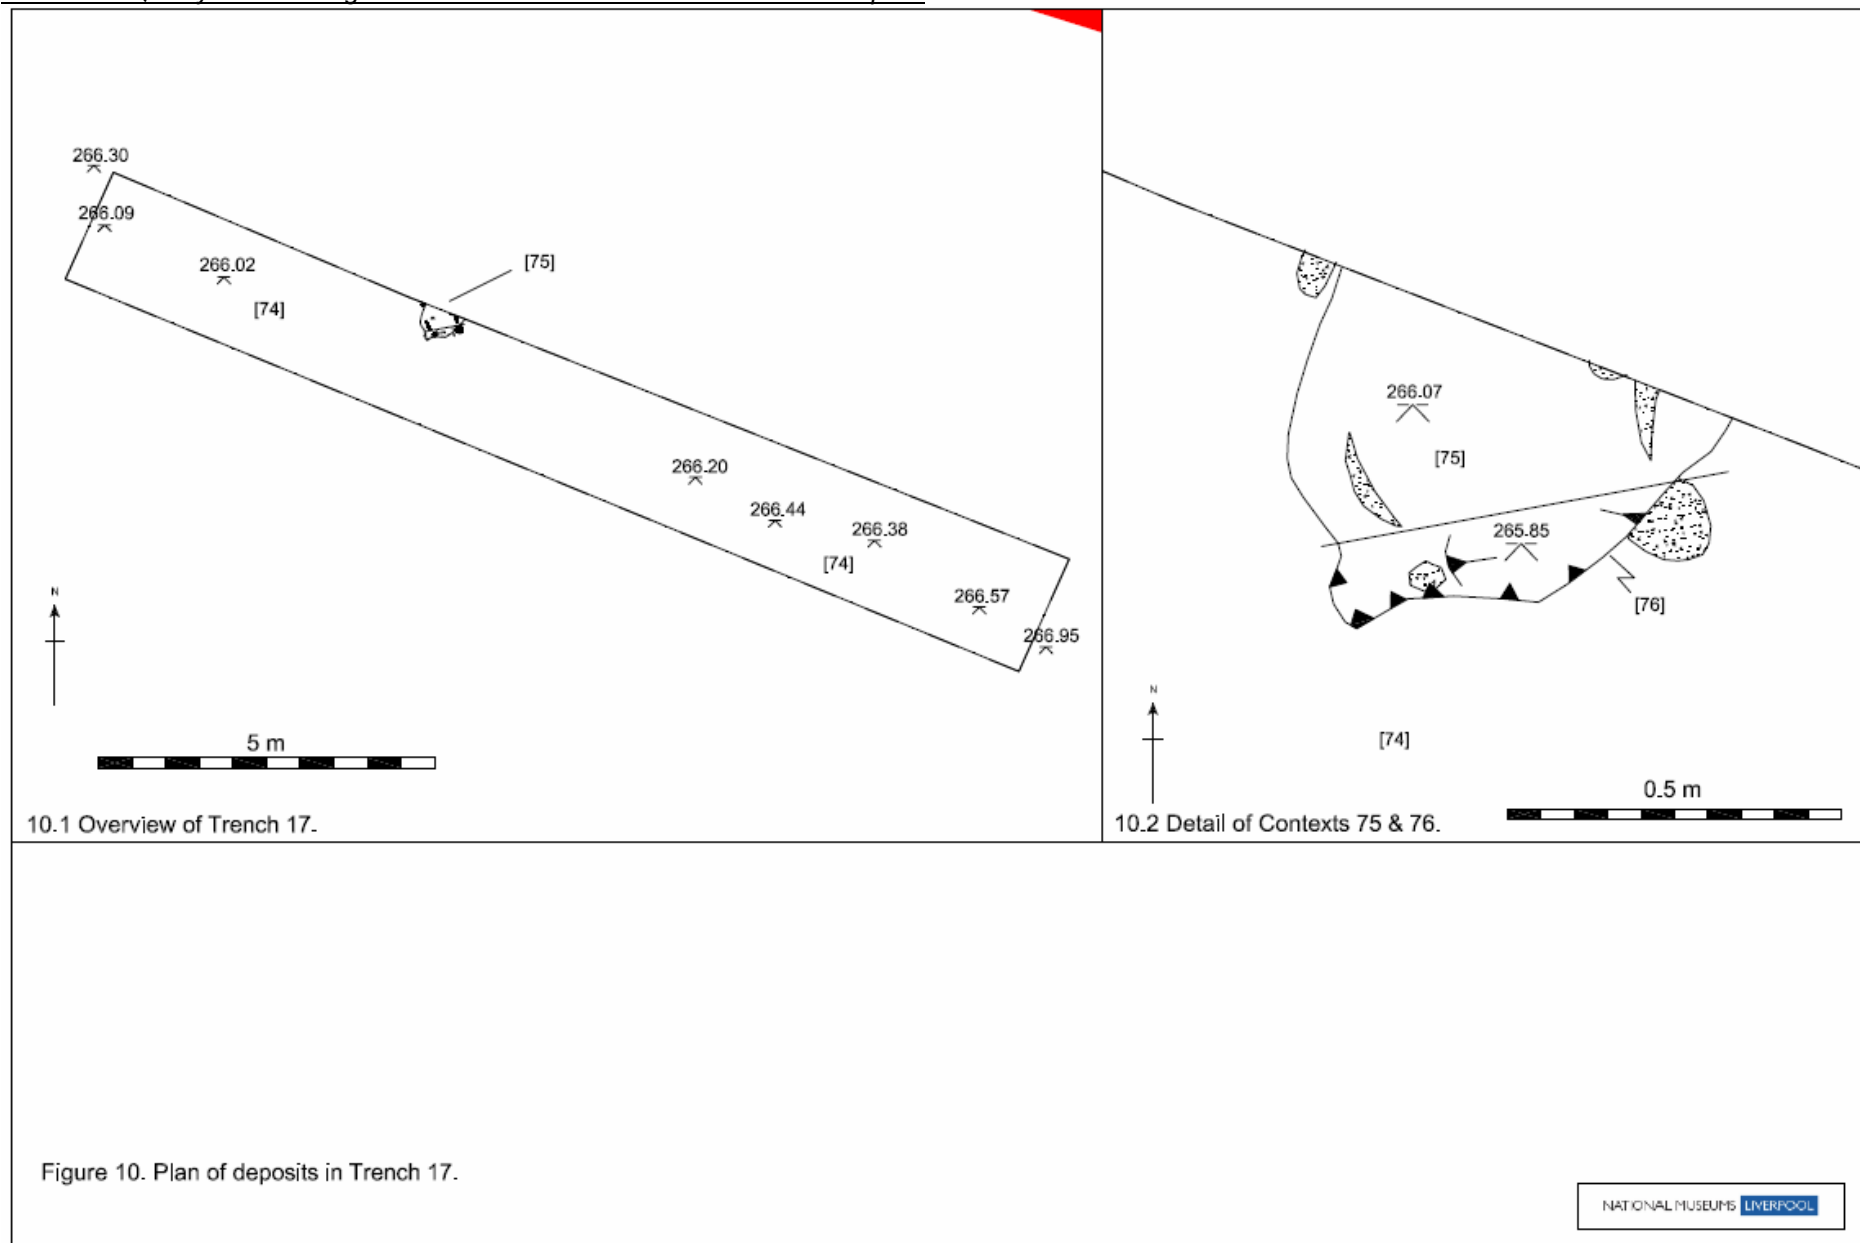 266.30
266.09
266.02
[74]
[75]
266.20
266.44
266.38
[74]
266.57
266.95
N
5 m
10.1 Overview of Trench 17.
266.07
[75]
265.85
[76]
N
[74]
0.5 m
10.2 Detail of Contexts 75 & 76.
Figure 10. Plan of deposits in Trench 17.
NATIONAL MUSEUMS LIVERPOOL